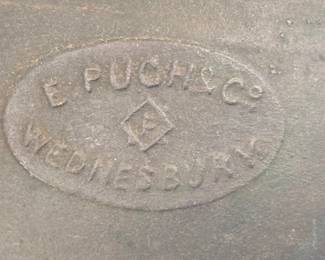 E. PUGH & Co
P
WEDNESBURY